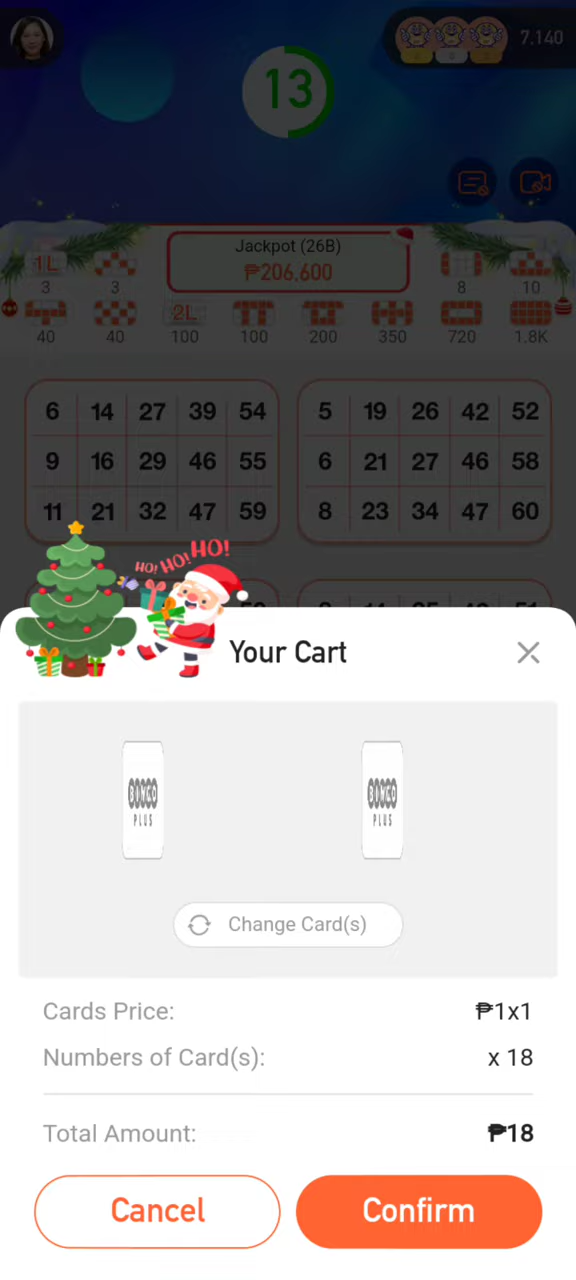 7.140
13
Jackpot (26B)
₱206,600
1L
3
3
8
10
2L
40
40
100
100
200
350
720
1.8K
6 14 27 39 54
9 16 29 46 55
11 21 32 47 59
5 19 26 42 52
6 21 27 46 58
8 23 34 47 60
HO! HO! HO!
Your Cart
BINGO
PLUS
BINGO
PLUS
Change Card(s)
Cards Price: ₱1x1
Numbers of Card(s): x 18
Total Amount: ₱18
Cancel
Confirm